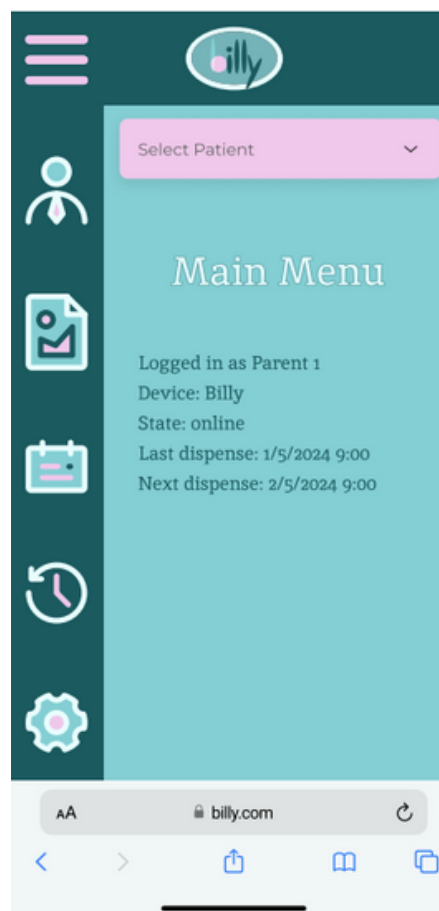 billy
Select Patient
Main Menu
Logged in as Parent 1
Device: Billy
State: online
Last dispense: 1/5/2024 9:00
Next dispense: 2/5/2024 9:00
AA
billy.com